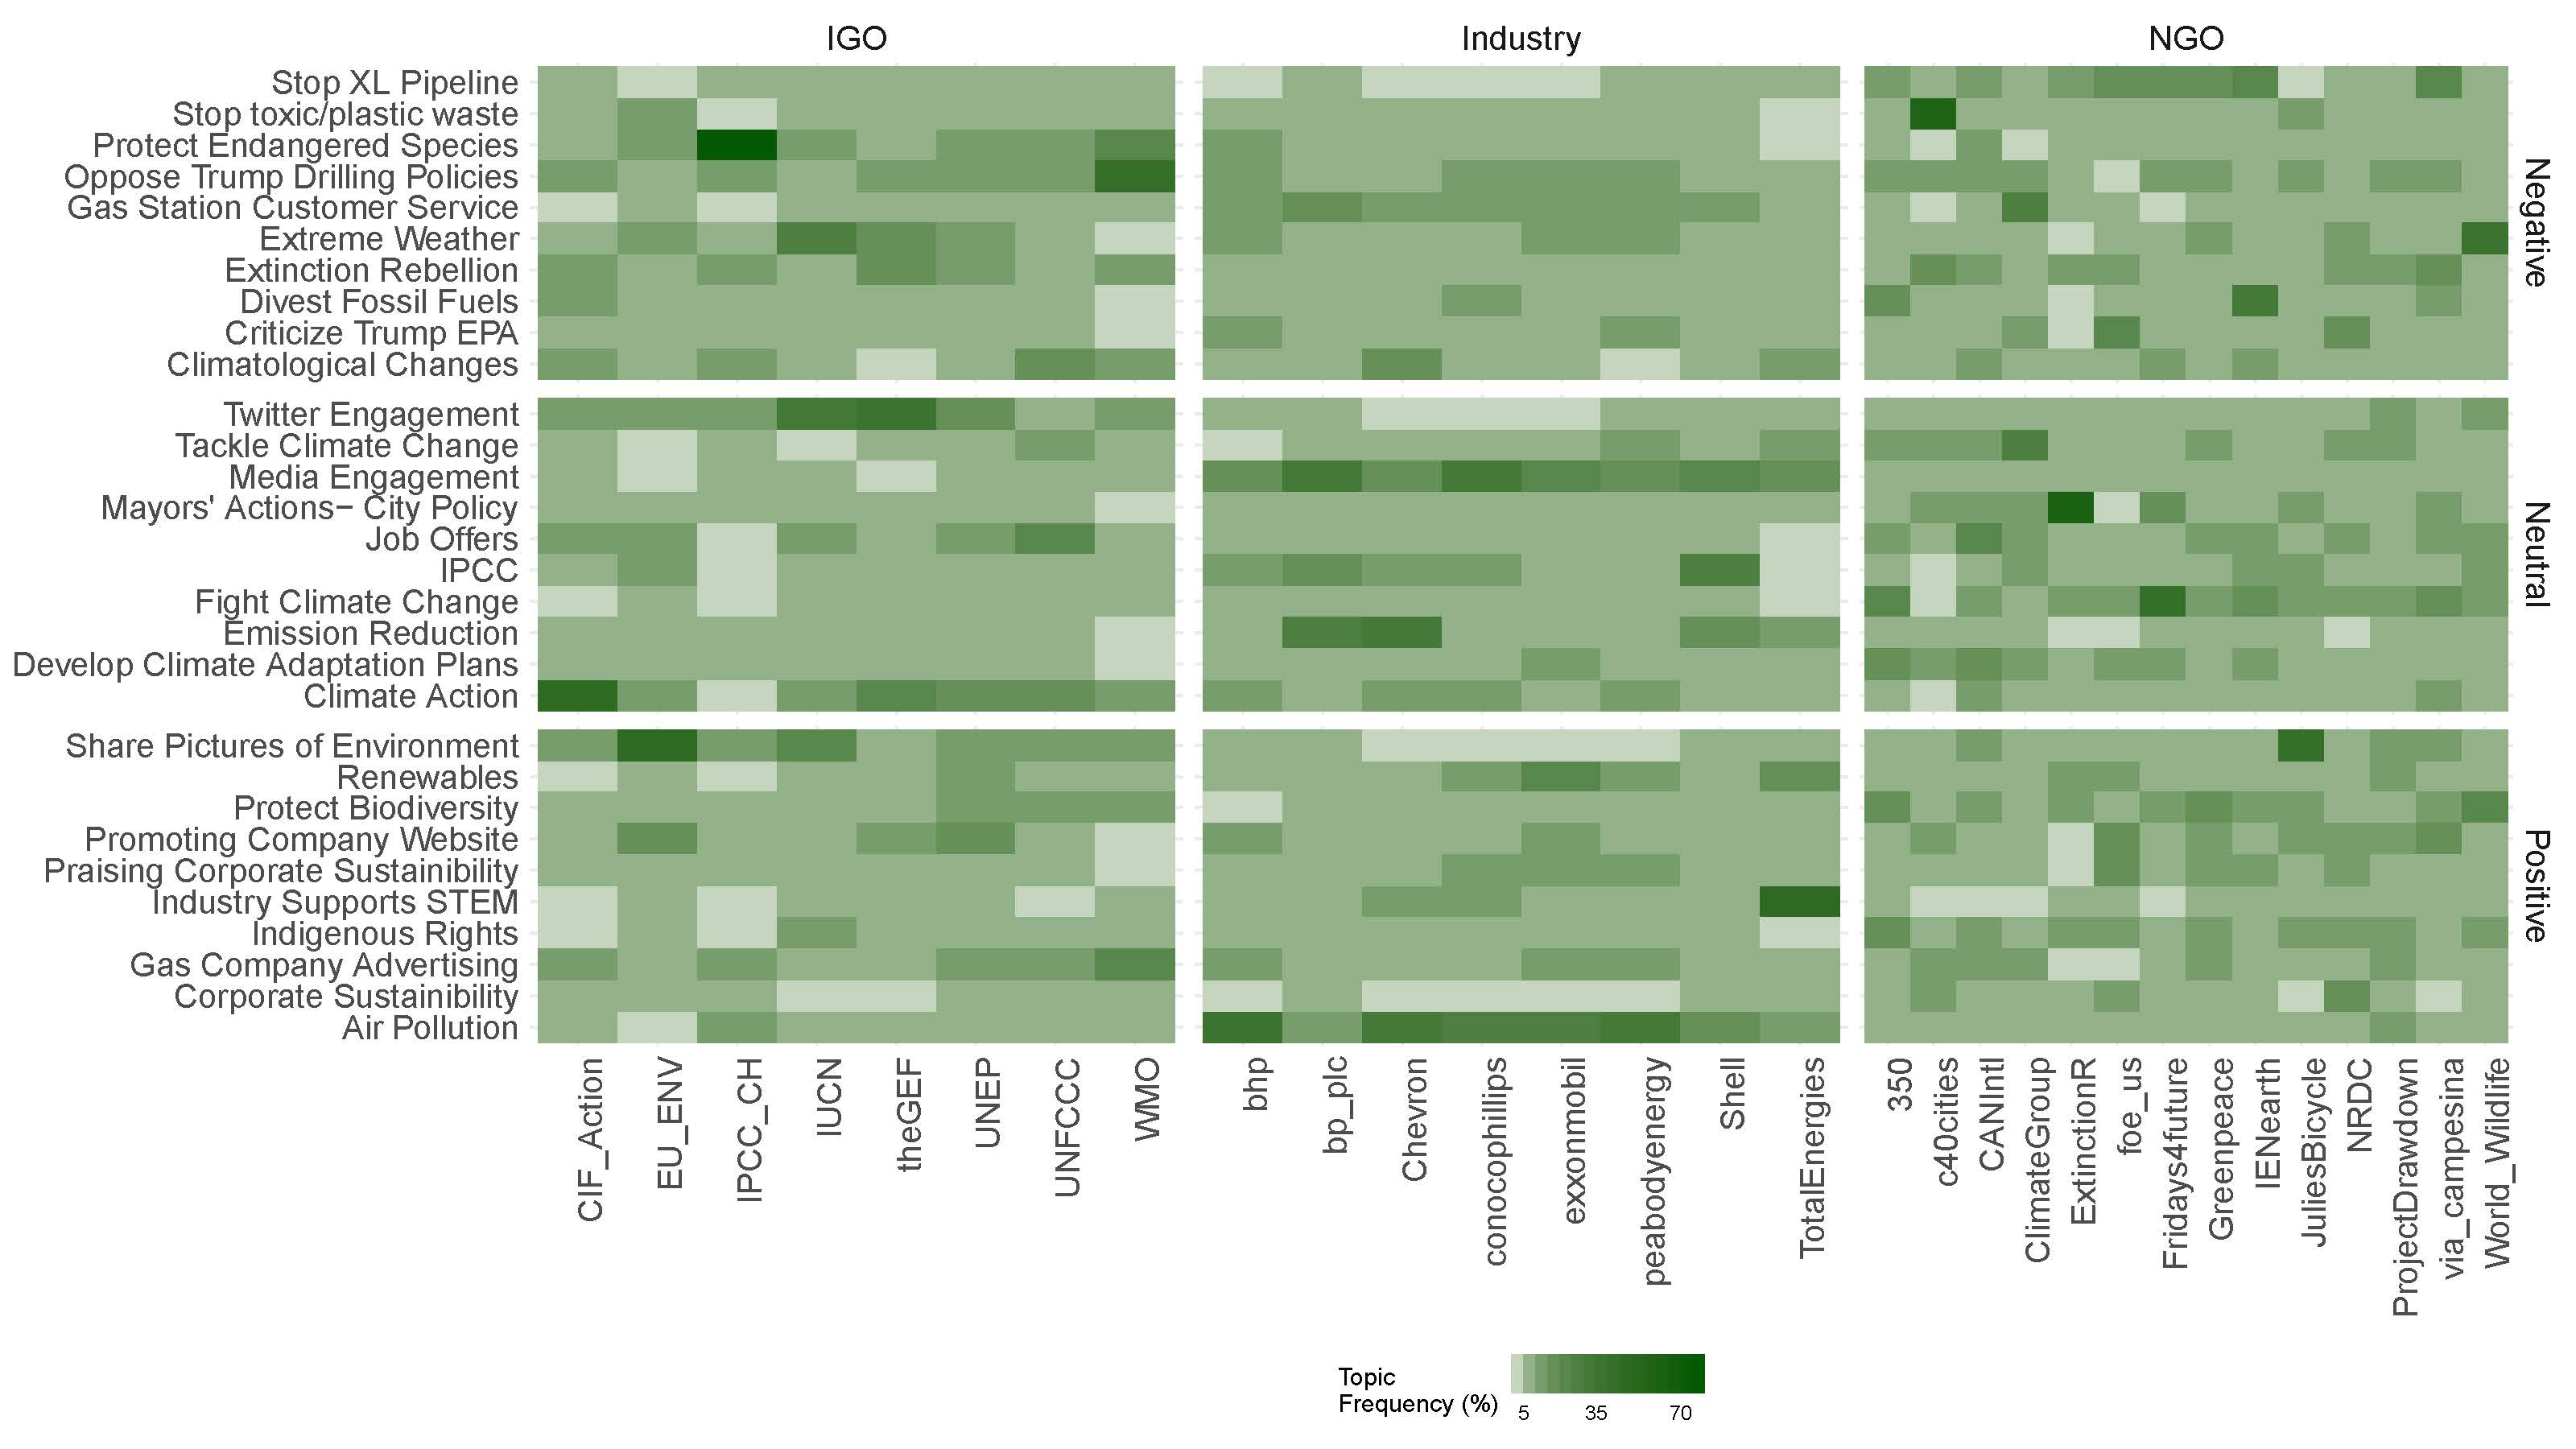 IGO
Industry
NGO
Stop XL Pipeline
Stop toxic/plastic waste
Protect Endangered Species
Oppose Trump Drilling Policies
Gas Station Customer Service
Extreme Weather
Extinction Rebellion
Divest Fossil Fuels
Criticize Trump EPA
Climatological Changes
Negative
Twitter Engagement
Tackle Climate Change
Media Engagement
Mayors' Actions− City Policy
Job Offers
IPCC
Fight Climate Change
Emission Reduction
Develop Climate Adaptation Plans
Climate Action
Neutral
Share Pictures of Environment
Renewables
Protect Biodiversity
Promoting Company Website
Praising Corporate Sustainibility
Industry Supports STEM
Indigenous Rights
Gas Company Advertising
Corporate Sustainibility
Air Pollution
Positive
CIF_Action
EU_ENV
IPCC_CH
IUCN
theGEF
UNEP
UNFCCC
WMO
bhp
bp_plc
Chevron
conocophillips
exxonmobil
peabodyenergy
Shell
TotalEnergies
350
c40cities
CANIntl
ClimateGroup
ExtinctionR
foe_us
Fridays4future
Greenpeace
IENearth
JuliesBicycle
NRDC
ProjectDrawdown
via_campesina
World_Wildlife
Topic
Frequency (%)
5 35 70